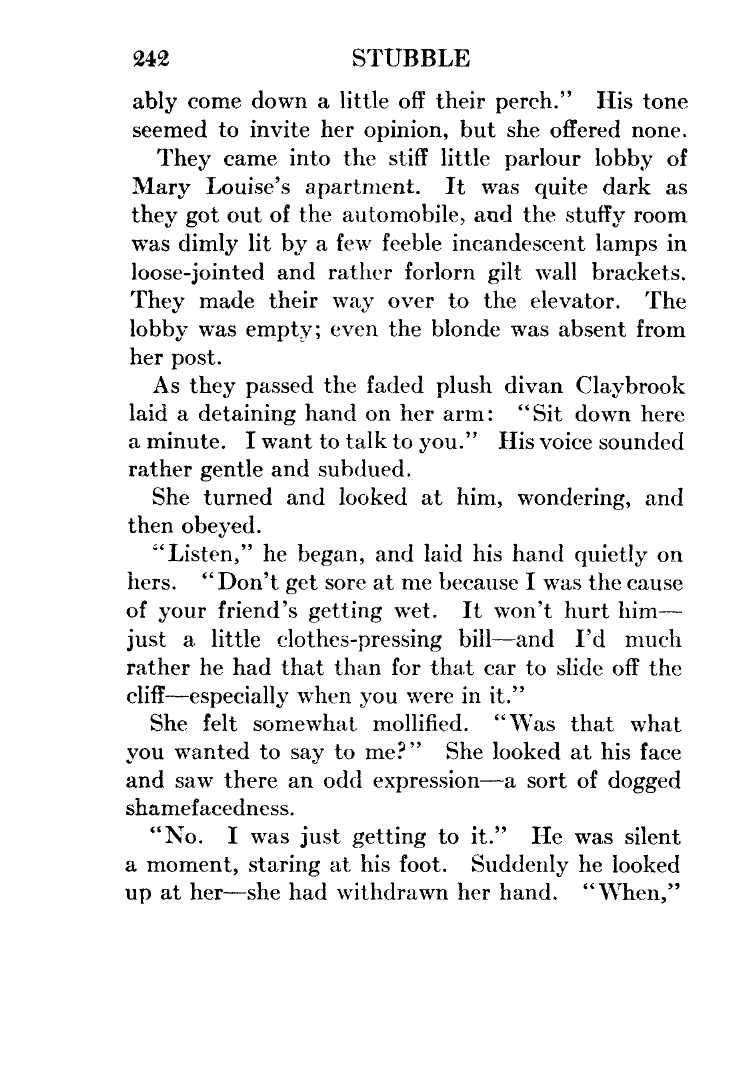 242 STUBBLE
ably come down a little off their perch.” His tone
seemed to invite her opinion, but she offered none.
They came into the stiff little parlour lobby of
Mary Louise’s apartment. It was quite dark as
they got out of the automobile, and the stuffy room
was dimly lit by a few feeble incandescent lamps in
loose-jointed and rather forlorn gilt wall brackets.
They made their way over to the elevator. The
lobby was empty; even the blonde was absent from
her post.
As they passed the faded plush divan Claybrook
laid a detaining hand on her arm: “Sit down here
a minute. I want to talk to you.” His voice sounded
rather gentle and subdued.
She turned and looked at him, wondering, and
then obeyed.
“Listen,” he began, and laid his hand quietly on
hers. “Don’t get sore at me because I was the cause
of your friend’s getting wet. It won’t hurt him—
just a little clothes-pressing bill—and I’d much
rather he had that than for that car to slide off the
cliff—especially when you were in it.”
She felt somewhat mollified. “Was that what
you wanted to say to me?” She looked at his face
and saw there an odd expression—a sort of dogged
shamefacedness.
“No. I was just getting to it.” He was silent
a moment, staring at his foot. Suddenly he looked
up at her—she had withdrawn her hand. “When,”